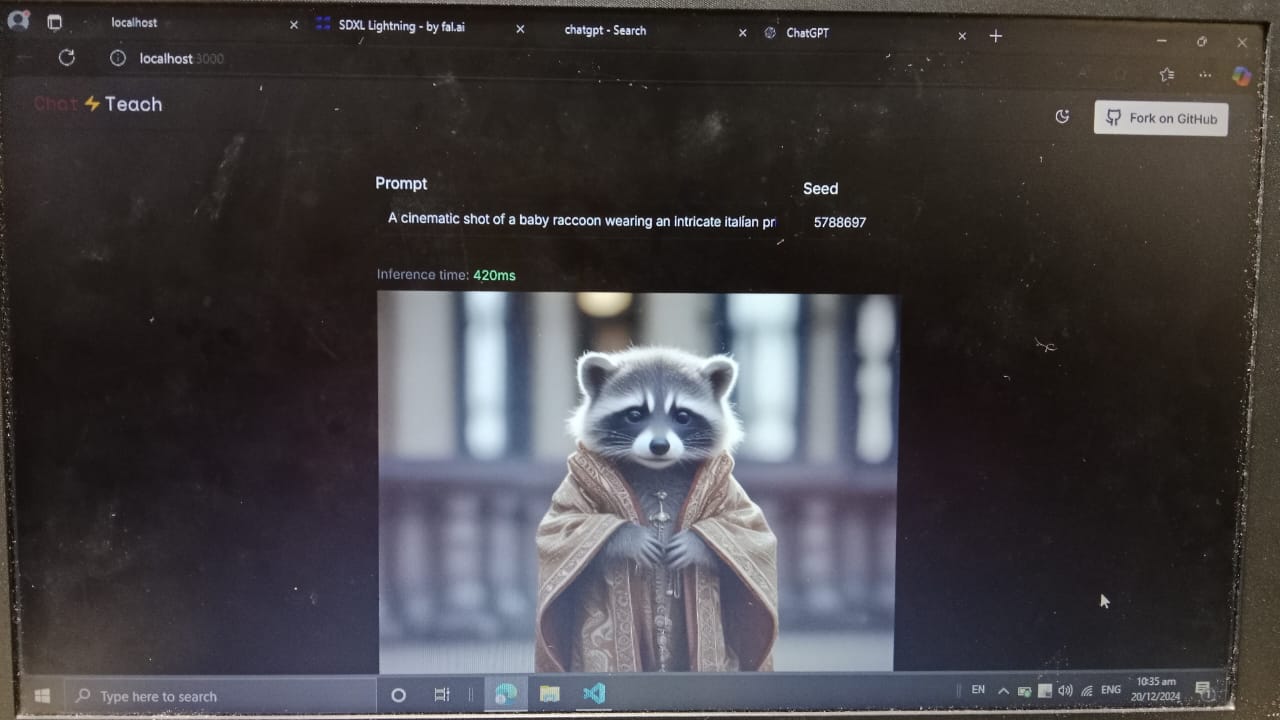 localhost
SDXL Lightning - by fal.ai
chatgpt - Search
ChatGPT
localhost:3000
Chat⚡Teach
Fork on GitHub
Prompt
Seed
A cinematic shot of a baby raccoon wearing an intricate italian pr
5788697
Inference time: 420ms
Type here to search
EN
ENG
10:35 am
20/12/2024